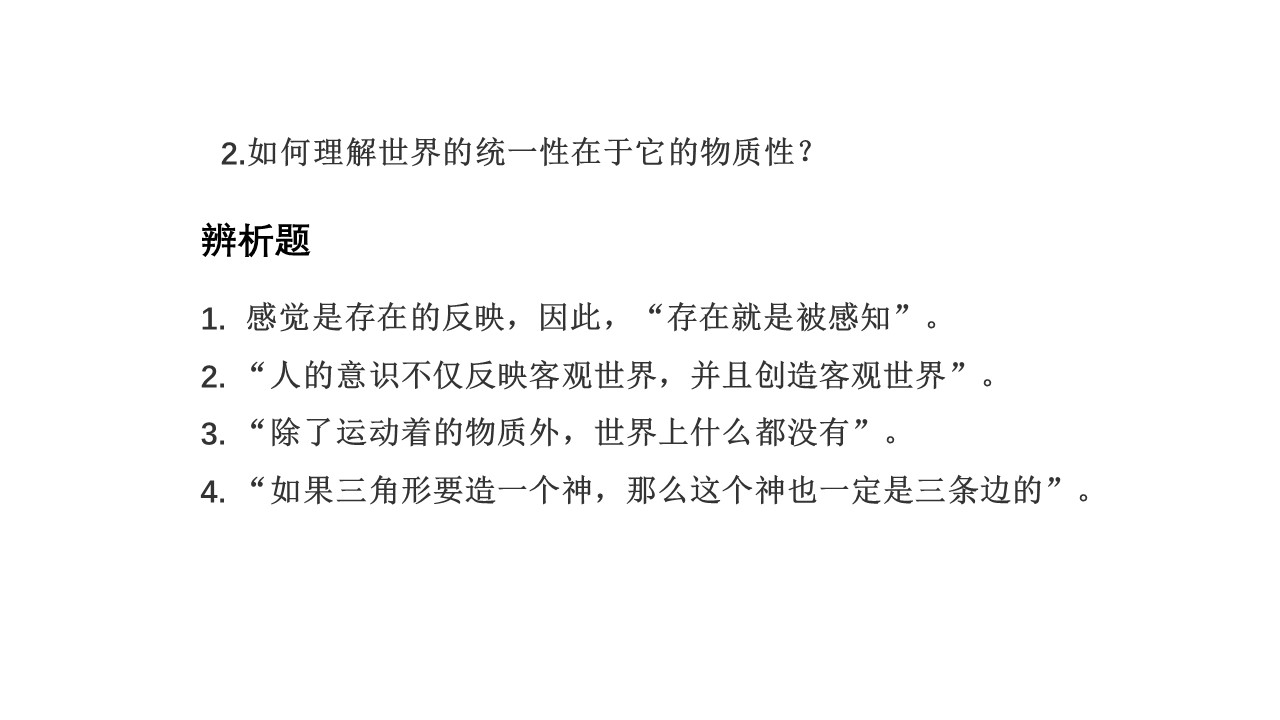 2.如何理解世界的统一性在于它的物质性？
辨析题
1. 感觉是存在的反映，因此，“存在就是被感知”。
2. “人的意识不仅反映客观世界，并且创造客观世界”。
3. “除了运动着的物质外，世界上什么都没有”。
4. “如果三角形要造一个神，那么这个神也一定是三条边的”。